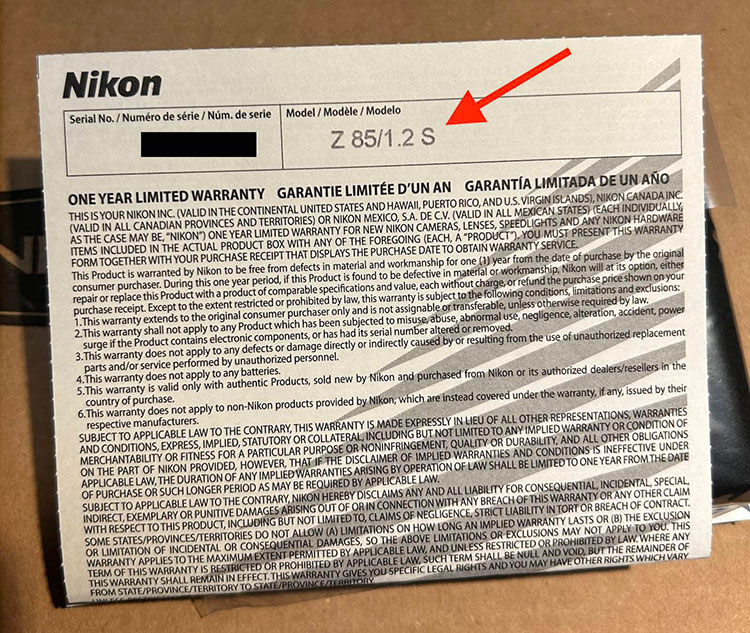 Nikon
Serial No. / Numéro de série / Núm. de serie
Model / Modèle / Modelo
Z 85/1.2 S
ONE YEAR LIMITED WARRANTY GARANTIE LIMITÉE D'UN AN GARANTÍA LIMITADA DE UN AÑO
THIS IS YOUR NIKON INC. (VALID IN THE CONTINENTAL UNITED STATES AND HAWAII, PUERTO RICO, AND U.S. VIRGIN ISLANDS), NIKON CANADA INC.
(VALID IN ALL CANADIAN PROVINCES AND TERRITORIES) OR NIKON MEXICO, S.A. DE C.V. (VALID IN ALL MEXICAN STATES) (EACH INDIVIDUALLY,
AS THE CASE MAY BE, "NIKON") ONE YEAR LIMITED WARRANTY FOR NEW NIKON CAMERAS, LENSES, SPEEDLIGHTS AND ANY NIKON HARDWARE
ITEMS INCLUDED IN THE ACTUAL PRODUCT BOX WITH ANY OF THE FOREGOING (EACH, A "PRODUCT"). YOU MUST PRESENT THIS WARRANTY
FORM TOGETHER WITH YOUR PURCHASE RECEIPT THAT DISPLAYS THE PURCHASE DATE TO OBTAIN WARRANTY SERVICE.
This Product is warranted by Nikon to be free from defects in material and workmanship for one (1) year from the date of purchase by the original
consumer purchaser. During this one year period, if this Product is found to be defective in material or workmanship, Nikon will at its option, either
repair or replace this Product with a product of comparable specifications and value, each without charge, or refund the purchase price shown on your
purchase receipt. Except to the extent restricted or prohibited by law, this warranty is subject to the following conditions, limitations and exclusions:
1.This warranty extends to the original consumer purchaser only and is not assignable or transferable, unless otherwise required by law.
2.This warranty shall not apply to any Product which has been subjected to misuse, abuse, abnormal use, negligence, alteration, accident, power
surge if the Product contains electronic components, or has had its serial number altered or removed.
3.This warranty does not apply to any defects or damage directly or indirectly caused by or resulting from the use of unauthorized replacement
parts and/or service performed by unauthorized personnel.
4.This warranty does not apply to any batteries.
5.This warranty is valid only with authentic Products, sold new by Nikon and purchased from Nikon or its authorized dealers/resellers in the
country of purchase.
6.This warranty does not apply to non-Nikon products provided by Nikon, which are instead covered under the warranty, if any, issued by their
respective manufacturers.
SUBJECT TO APPLICABLE LAW TO THE CONTRARY, THIS WARRANTY IS MADE EXPRESSLY IN LIEU OF ALL OTHER REPRESENTATIONS, WARRANTIES
AND CONDITIONS, EXPRESS, IMPLIED, STATUTORY OR COLLATERAL, INCLUDING BUT NOT LIMITED TO ANY IMPLIED WARRANTY OR CONDITION OF
MERCHANTABILITY OR FITNESS FOR A PARTICULAR PURPOSE OR NONINFRINGEMENT, QUALITY OR DURABILITY, AND ALL OTHER OBLIGATIONS
ON THE PART OF NIKON PROVIDED, HOWEVER, THAT IF THE DISCLAIMER OF IMPLIED WARRANTIES AND CONDITIONS IS INEFFECTIVE UNDER
APPLICABLE LAW, THE DURATION OF ANY IMPLIED WARRANTIES ARISING BY OPERATION OF LAW SHALL BE LIMITED TO ONE YEAR FROM THE DATE
OF PURCHASE OR SUCH LONGER PERIOD AS MAY BE REQUIRED BY APPLICABLE LAW.
SUBJECT TO APPLICABLE LAW TO THE CONTRARY, NIKON HEREBY DISCLAIMS ANY AND ALL LIABILITY FOR CONSEQUENTIAL, INCIDENTAL, SPECIAL,
INDIRECT, EXEMPLARY OR PUNITIVE DAMAGES ARISING OUT OF OR IN CONNECTION WITH ANY BREACH OF THIS WARRANTY OR ANY OTHER CLAIM
WITH RESPECT TO THIS PRODUCT, INCLUDING BUT NOT LIMITED TO, CLAIMS OF NEGLIGENCE, STRICT LIABILITY IN TORT OR BREACH OF CONTRACT.
SOME STATES/PROVINCES/TERRITORIES DO NOT ALLOW (A) LIMITATIONS ON HOW LONG AN IMPLIED WARRANTY LASTS OR (B) THE EXCLUSION
OR LIMITATION OF INCIDENTAL OR CONSEQUENTIAL DAMAGES, SO THE ABOVE LIMITATIONS OR EXCLUSIONS MAY NOT APPLY TO YOU. THIS
WARRANTY APPLIES TO THE MAXIMUM EXTENT PERMITTED BY APPLICABLE LAW, AND UNLESS RESTRICTED OR PROHIBITED BY LAW. WHERE ANY
TERM OF THIS WARRANTY IS RESTRICTED OR PROHIBITED BY APPLICABLE LAW, SUCH TERM SHALL BE NULL AND VOID, BUT THE REMAINDER OF
THIS WARRANTY SHALL REMAIN IN EFFECT. THIS WARRANTY GIVES YOU SPECIFIC LEGAL RIGHTS AND YOU MAY HAVE OTHER RIGHTS WHICH VARY
FROM STATE/PROVINCE/TERRITORY TO STATE/PROVINCE/TERRITORY.